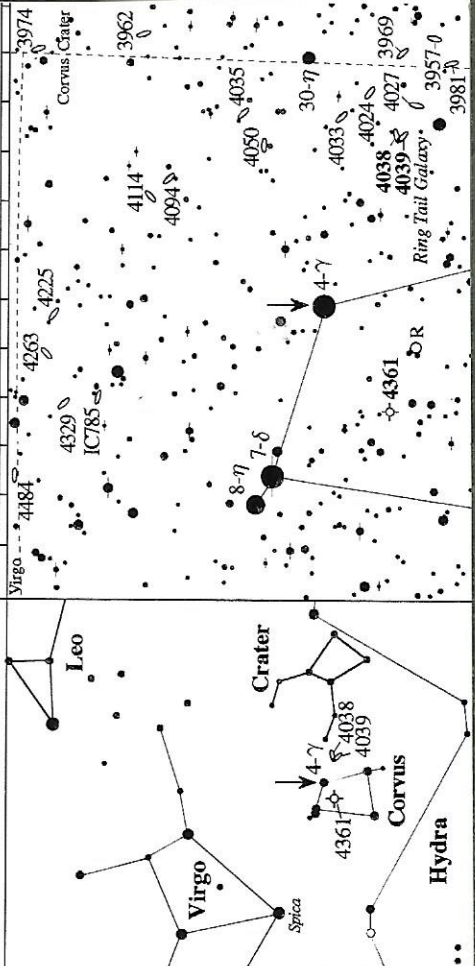 Leo
Virgo
Spica
Crater
4-γ
4038
4039
4361
Corvus
Hydra
Virgo
4484
4263
4225
4329
IC785
3974
Corvus
Crater
3962
4114
4094
4035
4050
8-η
7-δ
30-η
4-γ
4033
4024
4027
3969
3957
3981
4038
4039
Ring Tail Galaxy
R
4361